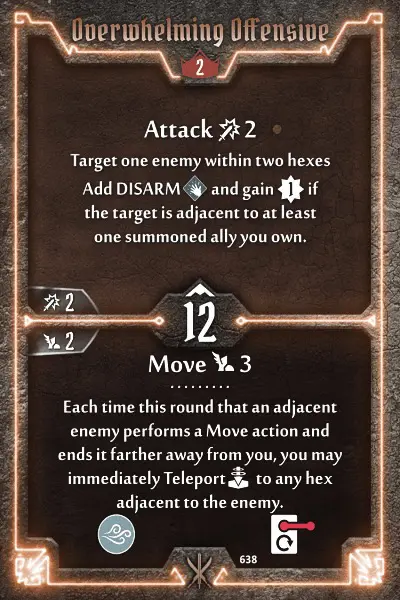 Overwhelming Offensive
2
Attack 2
Target one enemy within two hexes
Add DISARM and gain 1 if
the target is adjacent to at least
one summoned ally you own.
2
12
2
Move 3
Each time this round that an adjacent
enemy performs a Move action and
ends it farther away from you, you may
immediately Teleport to any hex
adjacent to the enemy.
638